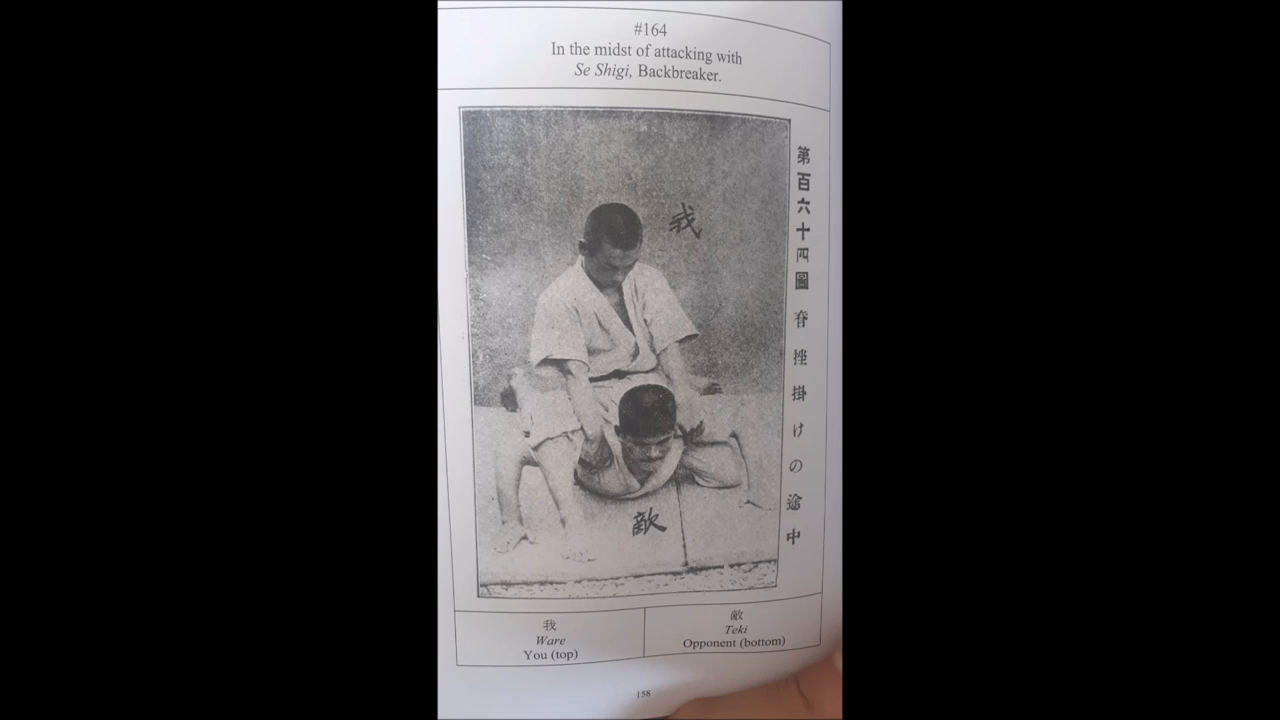 #164
In the midst of attacking with
Se Shigi, Backbreaker.
第百六十四圖 脊挫掛けの途中
我
敵
我
Ware
You (top)
敵
Teki
Opponent (bottom)
158